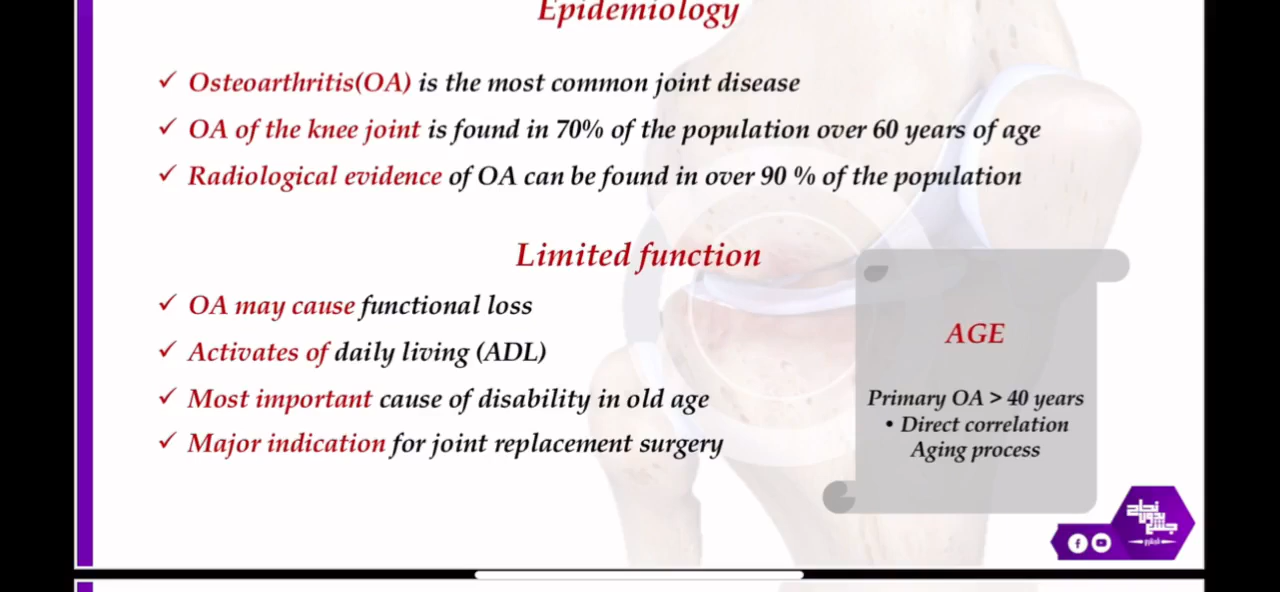 Epidemiology
✓ Osteoarthritis(OA) is the most common joint disease
✓ OA of the knee joint is found in 70% of the population over 60 years of age
✓ Radiological evidence of OA can be found in over 90 % of the population
Limited function
✓ OA may cause functional loss
✓ Activates of daily living (ADL)
✓ Most important cause of disability in old age
✓ Major indication for joint replacement surgery
AGE
Primary OA > 40 years
• Direct correlation
Aging process